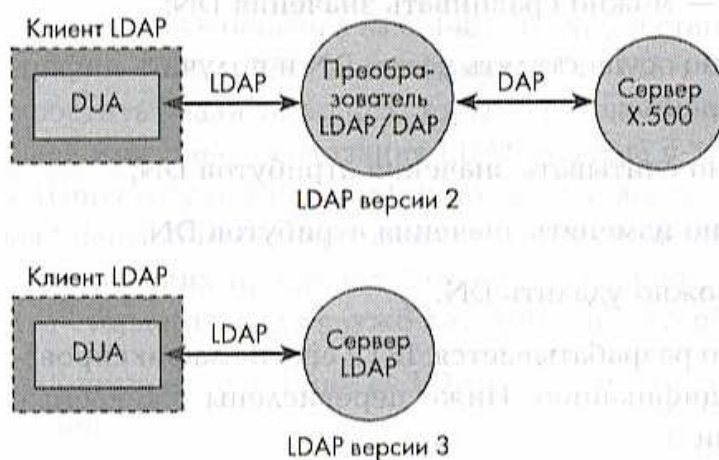 Клиент LDAP
DUA
LDAP
Преобра-
зователь
LDAP/DAP
DAP
Сервер
X.500
LDAP версии 2
Клиент LDAP
DUA
LDAP
Сервер
LDAP
LDAP версии 3